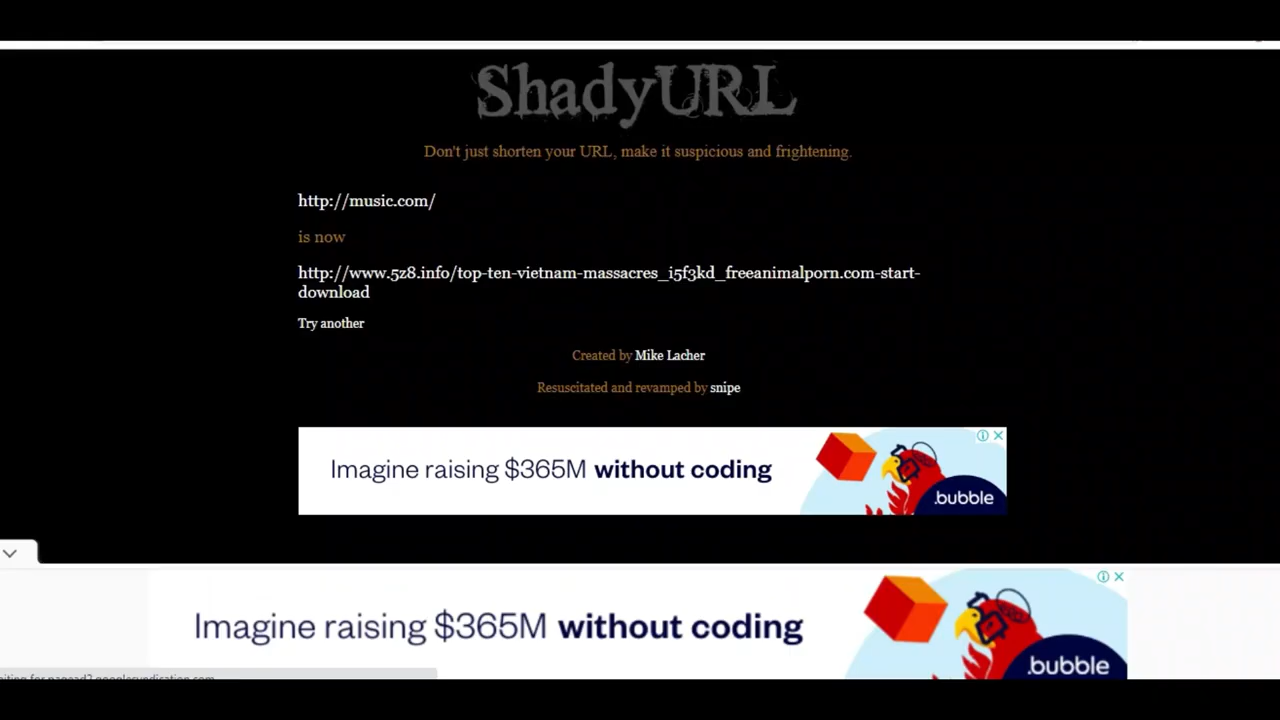 ShadyURL
Don't just shorten your URL, make it suspicious and frightening.
http://music.com/
is now
http://www.5z8.info/top-ten-vietnam-massacres_i5f3kd_freeanimalporn.com-start-
download
Try another
Created by Mike Lacher
Resuscitated and revamped by snipe
Imagine raising $365M without coding
.bubble
Imagine raising $365M without coding
.bubble